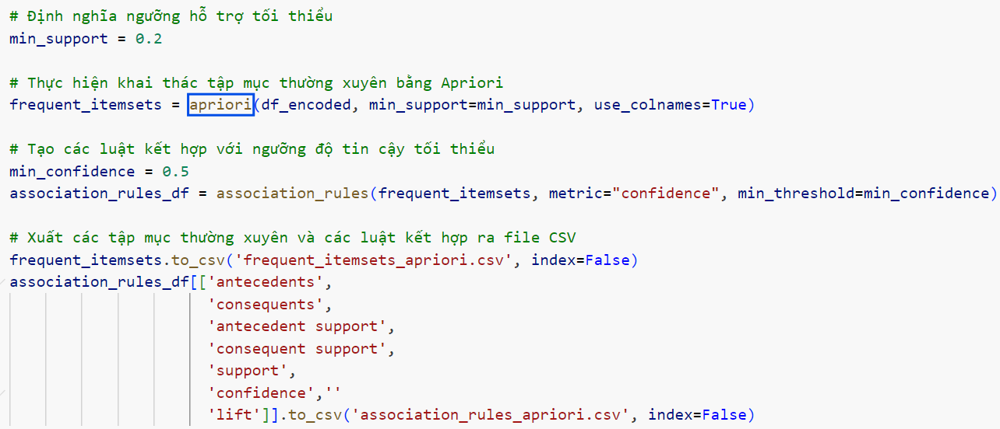 # Định nghĩa ngưỡng hỗ trợ tối thiểu
min_support = 0.2
# Thực hiện khai thác tập mục thường xuyên bằng Apriori
frequent_itemsets = apriori(df_encoded, min_support=min_support, use_colnames=True)
# Tạo các luật kết hợp với ngưỡng độ tin cậy tối thiểu
min_confidence = 0.5
association_rules_df = association_rules(frequent_itemsets, metric="confidence", min_threshold=min_confidence)
# Xuất các tập mục thường xuyên và các luật kết hợp ra file CSV
frequent_itemsets.to_csv('frequent_itemsets_apriori.csv', index=False)
association_rules_df[['antecedents',
'consequents',
'antecedent support',
'consequent support',
'support',
'confidence',''
'lift']].to_csv('association_rules_apriori.csv', index=False)